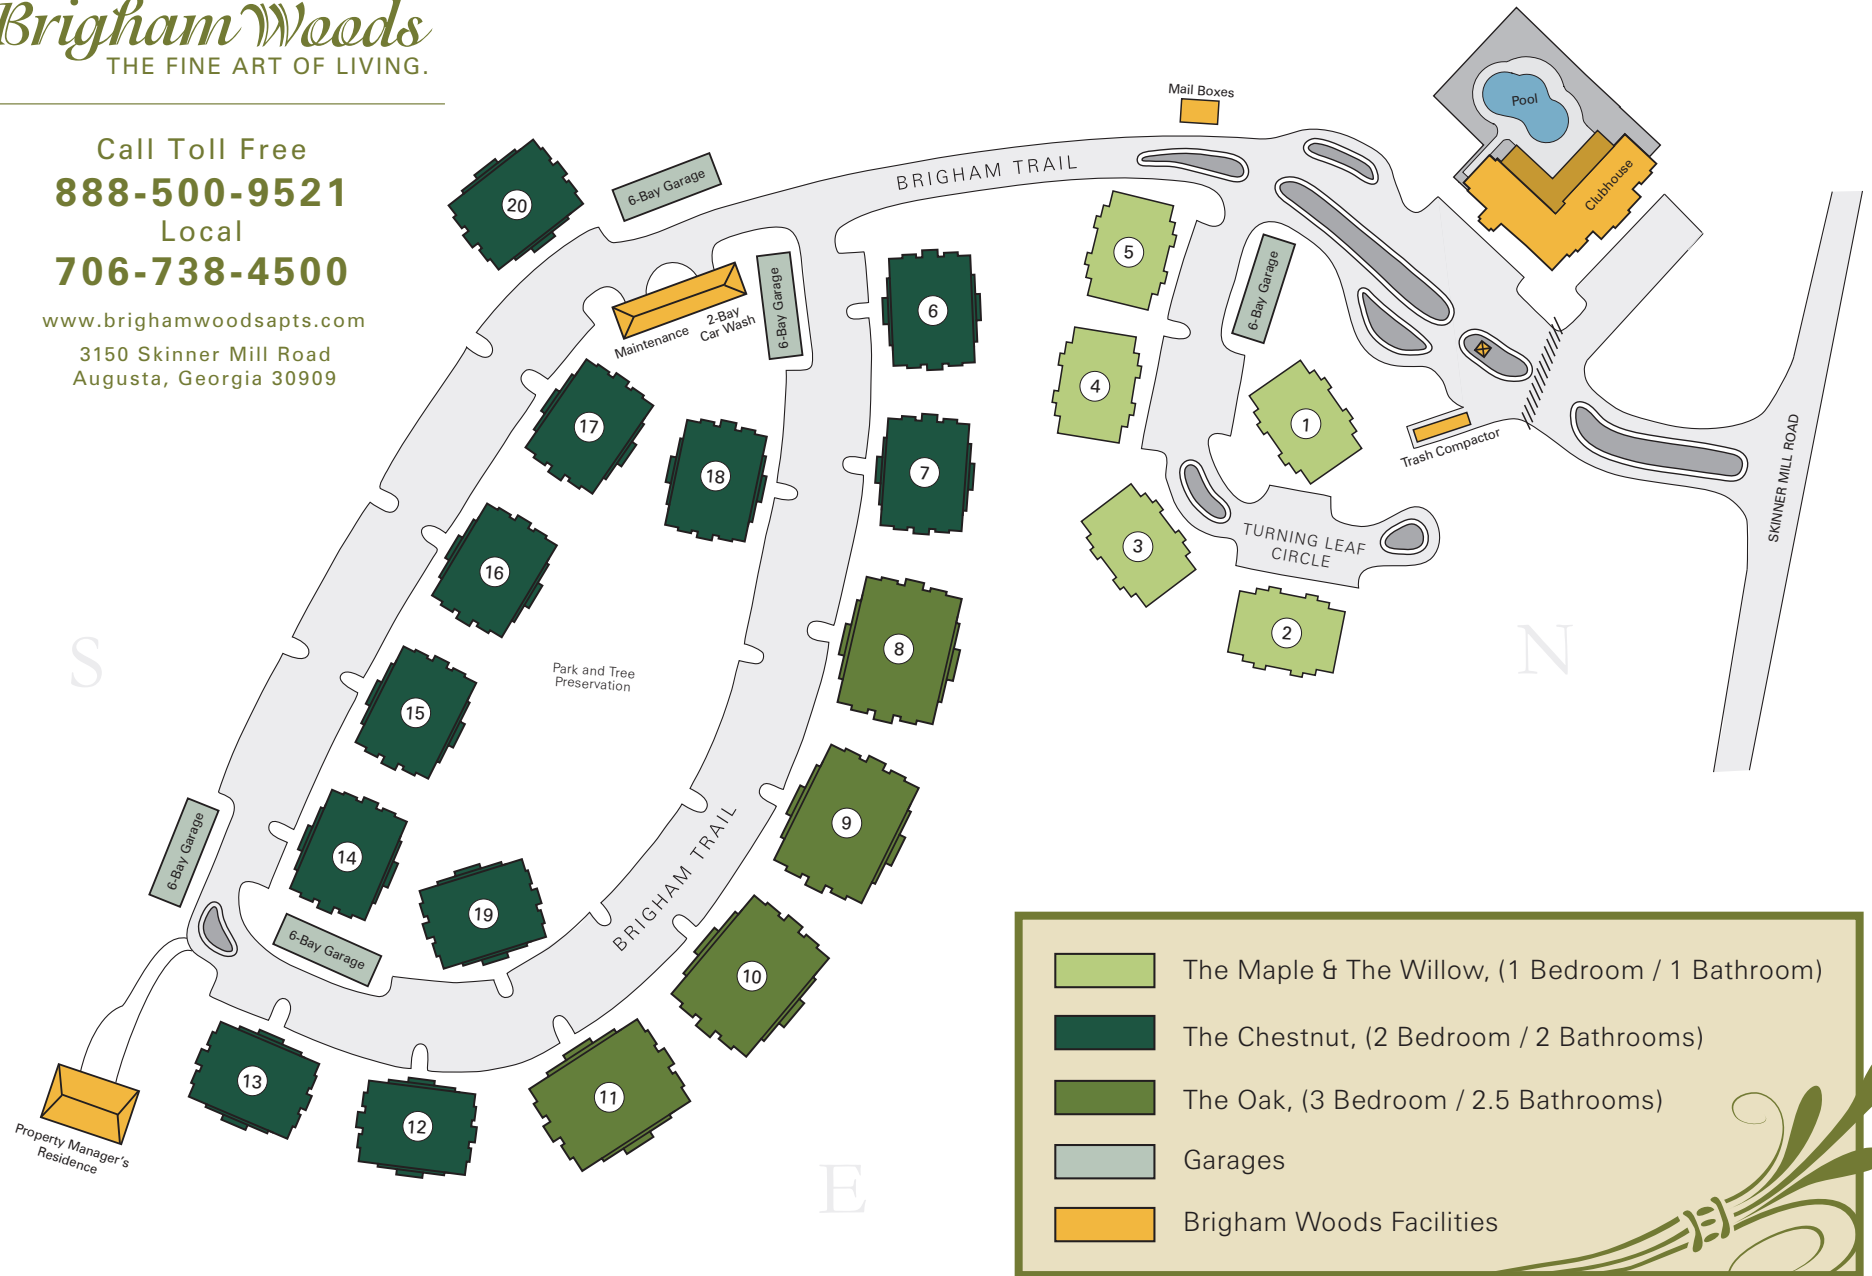 Brigham Woods
THE FINE ART OF LIVING.
Call Toll Free
888-500-9521
Local
706-738-4500
www.brighamwoodsapts.com
3150 Skinner Mill Road
Augusta, Georgia 30909
Mail Boxes
Pool
Clubhouse
BRIGHAM TRAIL
20
6-Bay Garage
5
6-Bay Garage
6
Maintenance
2-Bay
Car Wash
6-Bay Garage
4
1
Trash Compactor
SKINNER MILL ROAD
17
18
7
3
TURNING LEAF
CIRCLE
2
16
8
S
N
Park and Tree
Preservation
15
9
14
6-Bay Garage
BRIGHAM TRAIL
19
6-Bay Garage
10
13
12
11
Property Manager's
Residence
E
The Maple & The Willow, (1 Bedroom / 1 Bathroom)
The Chestnut, (2 Bedroom / 2 Bathrooms)
The Oak, (3 Bedroom / 2.5 Bathrooms)
Garages
Brigham Woods Facilities